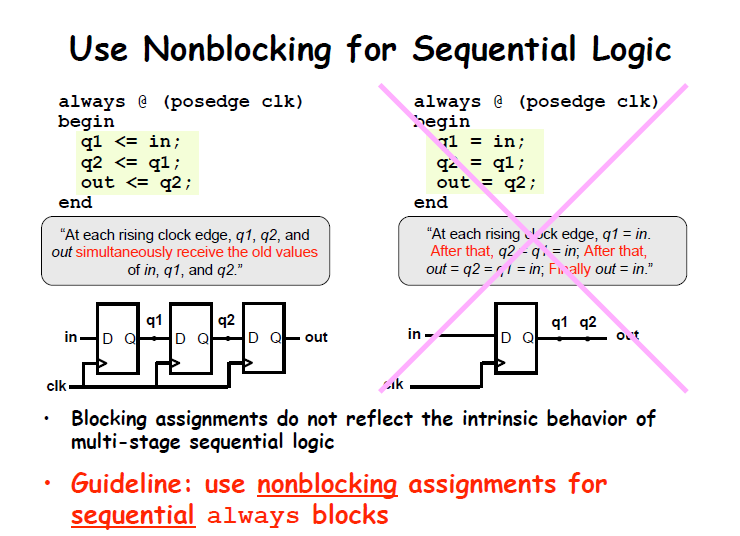 Use Nonblocking for Sequential Logic
always @ (posedge clk)
begin
q1 <= in;
q2 <= q1;
out <= q2;
end
“At each rising clock edge, q1, q2, and
out simultaneously receive the old values
of in, q1, and q2.”
in D Q q1 D Q q2 D Q out
clk
always @ (posedge clk)
begin
q1 = in;
q2 = q1;
out = q2;
end
“At each rising clock edge, q1 = in.
After that, q2 = q1 = in; After that,
out = q2 = q1 = in; Finally out = in.”
in D Q q1 q2 out
clk
• Blocking assignments do not reflect the intrinsic behavior of
multi-stage sequential logic
• Guideline: use nonblocking assignments for
sequential always blocks